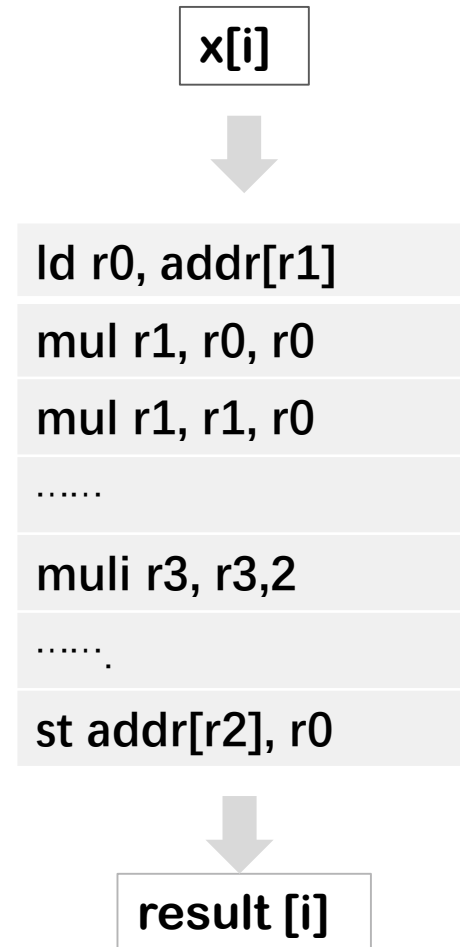 x[i]
ld r0, addr[r1]
mul r1, r0, r0
mul r1, r1, r0
……
muli r3, r3,2
…….
st addr[r2], r0
result [i]